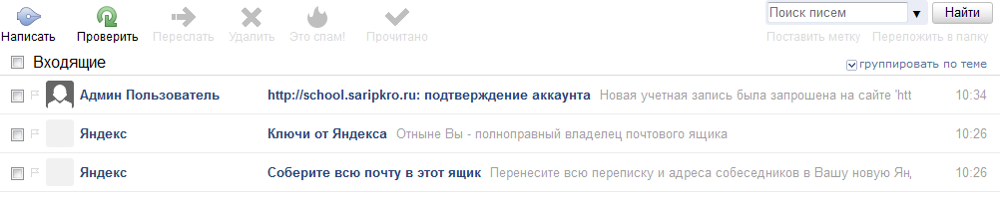 Поиск писем Найти
Написать Проверить Переслать Удалить Это спам! Прочитано Поставить метку Переложить в папку
Входящие группировать по теме
Админ Пользователь http://school.saripkro.ru: подтверждение аккаунта Новая учетная запись была запрошена на сайте 'htt 10:34
Яндекс Ключи от Яндекса Отныне Вы - полноправный владелец почтового ящика 10:26
Яндекс Соберите всю почту в этот ящик Перенесите всю переписку и адреса собеседников в Вашу новую Янд 10:26